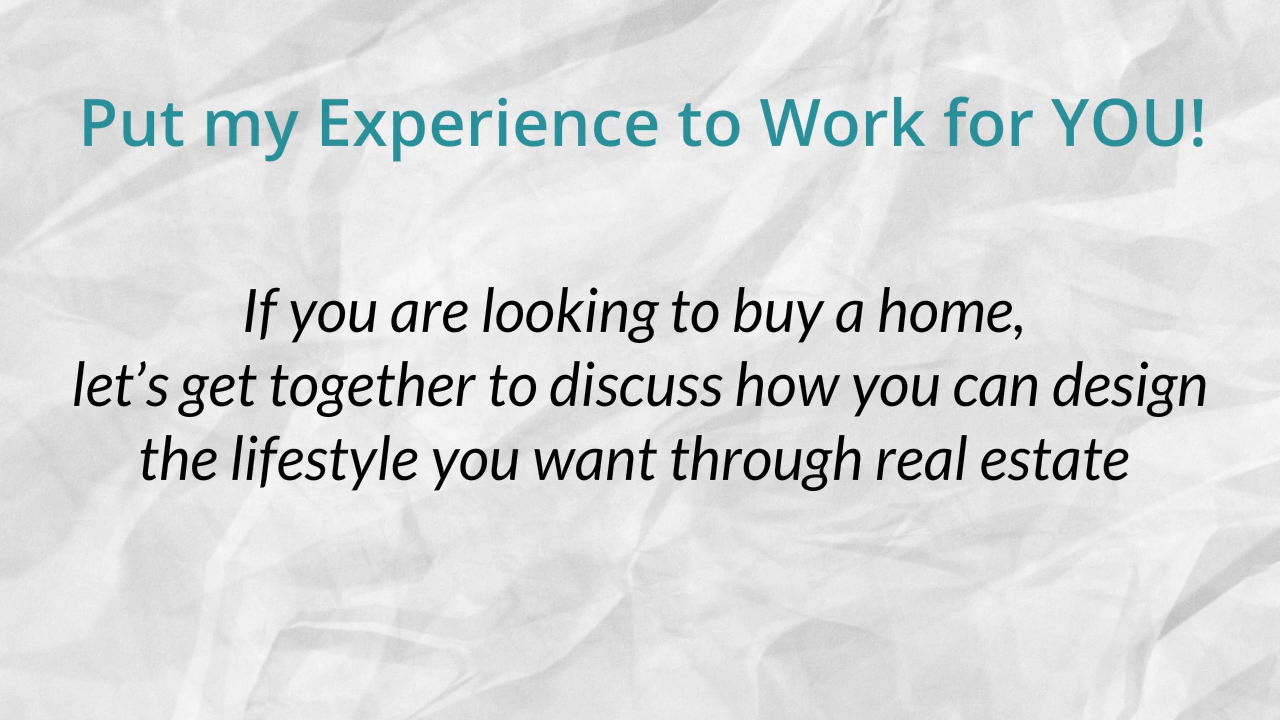 Put my Experience to Work for YOU!
If you are looking to buy a home,
let’s get together to discuss how you can design
the lifestyle you want through real estate